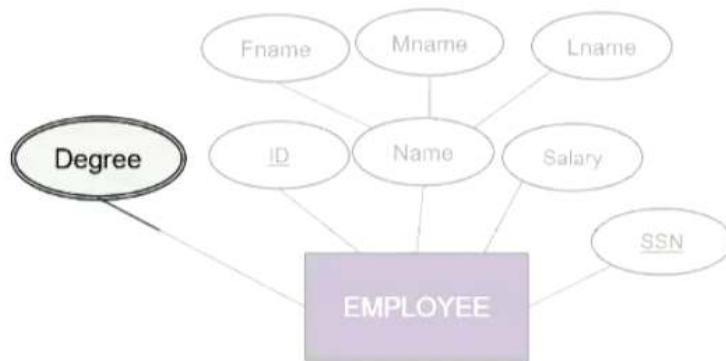 Fname
Mname
Lname
Degree
ID
Name
Salary
SSN
EMPLOYEE